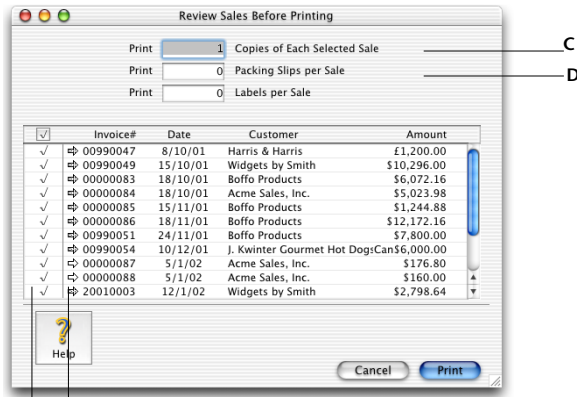 Review Sales Before Printing
Print 1 Copies of Each Selected Sale
C
Print 0 Packing Slips per Sale
D
Print 0 Labels per Sale
Invoice# Date Customer Amount
00990047 8/10/01 Harris & Harris £1,200.00
00990049 15/10/01 Widgets by Smith $10,296.00
00000083 18/10/01 Boffo Products $6,072.16
00000084 18/10/01 Acme Sales, Inc. $5,023.98
00000085 15/11/01 Boffo Products $1,244.88
00000086 18/11/01 Boffo Products $12,172.16
00990051 24/11/01 Boffo Products $7,800.00
00990054 10/12/01 J. Kwinter Gourmet Hot Dogs Can$6,000.00
00000087 5/1/02 Acme Sales, Inc. $176.80
00000088 5/1/02 Acme Sales, Inc. $160.00
20010003 12/1/02 Widgets by Smith $2,798.64
Help
Cancel Print